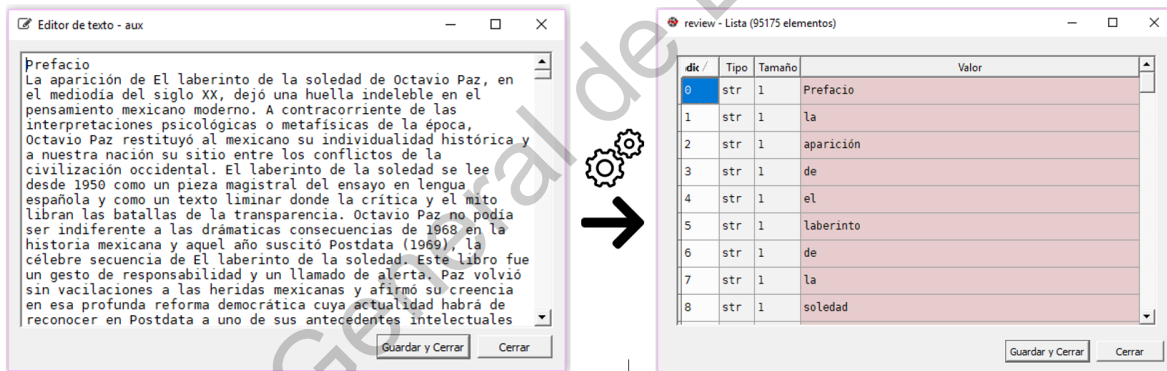 Editor de texto - aux
Prefacio
La aparición de El laberinto de la soledad de Octavio Paz, en
el mediodía del siglo XX, dejó una huella indeleble en el
pensamiento mexicano moderno. A contracorriente de las
interpretaciones psicológicas o metafísicas de la época,
Octavio Paz restituyó al mexicano su individualidad histórica y
a nuestra nación su sitio entre los conflictos de la
civilización occidental. El laberinto de la soledad se lee
desde 1950 como un pieza magistral del ensayo en lengua
española y como un texto liminar donde la crítica y el mito
libran las batallas de la transparencia. Octavio Paz no podía
ser indiferente a las drámaticas consecuencias de 1968 en la
historia mexicana y aquel año suscitó Postdata (1969), la
célebre secuencia de El laberinto de la soledad. Este libro fue
un gesto de responsabilidad y un llamado de alerta. Paz volvió
sin vacilaciones a las heridas mexicanas y afirmó su creencia
en esa profunda reforma democrática cuya actualidad habrá de
reconocer en Postdata a uno de sus antecedentes intelectuales
Guardar y Cerrar Cerrar
review - Lista (95175 elementos)
dic Tipo Tamaño Valor
0 str 1 Prefacio
1 str 1 la
2 str 1 aparición
3 str 1 de
4 str 1 el
5 str 1 laberinto
6 str 1 de
7 str 1 la
8 str 1 soledad
Guardar y Cerrar Cerrar
General de